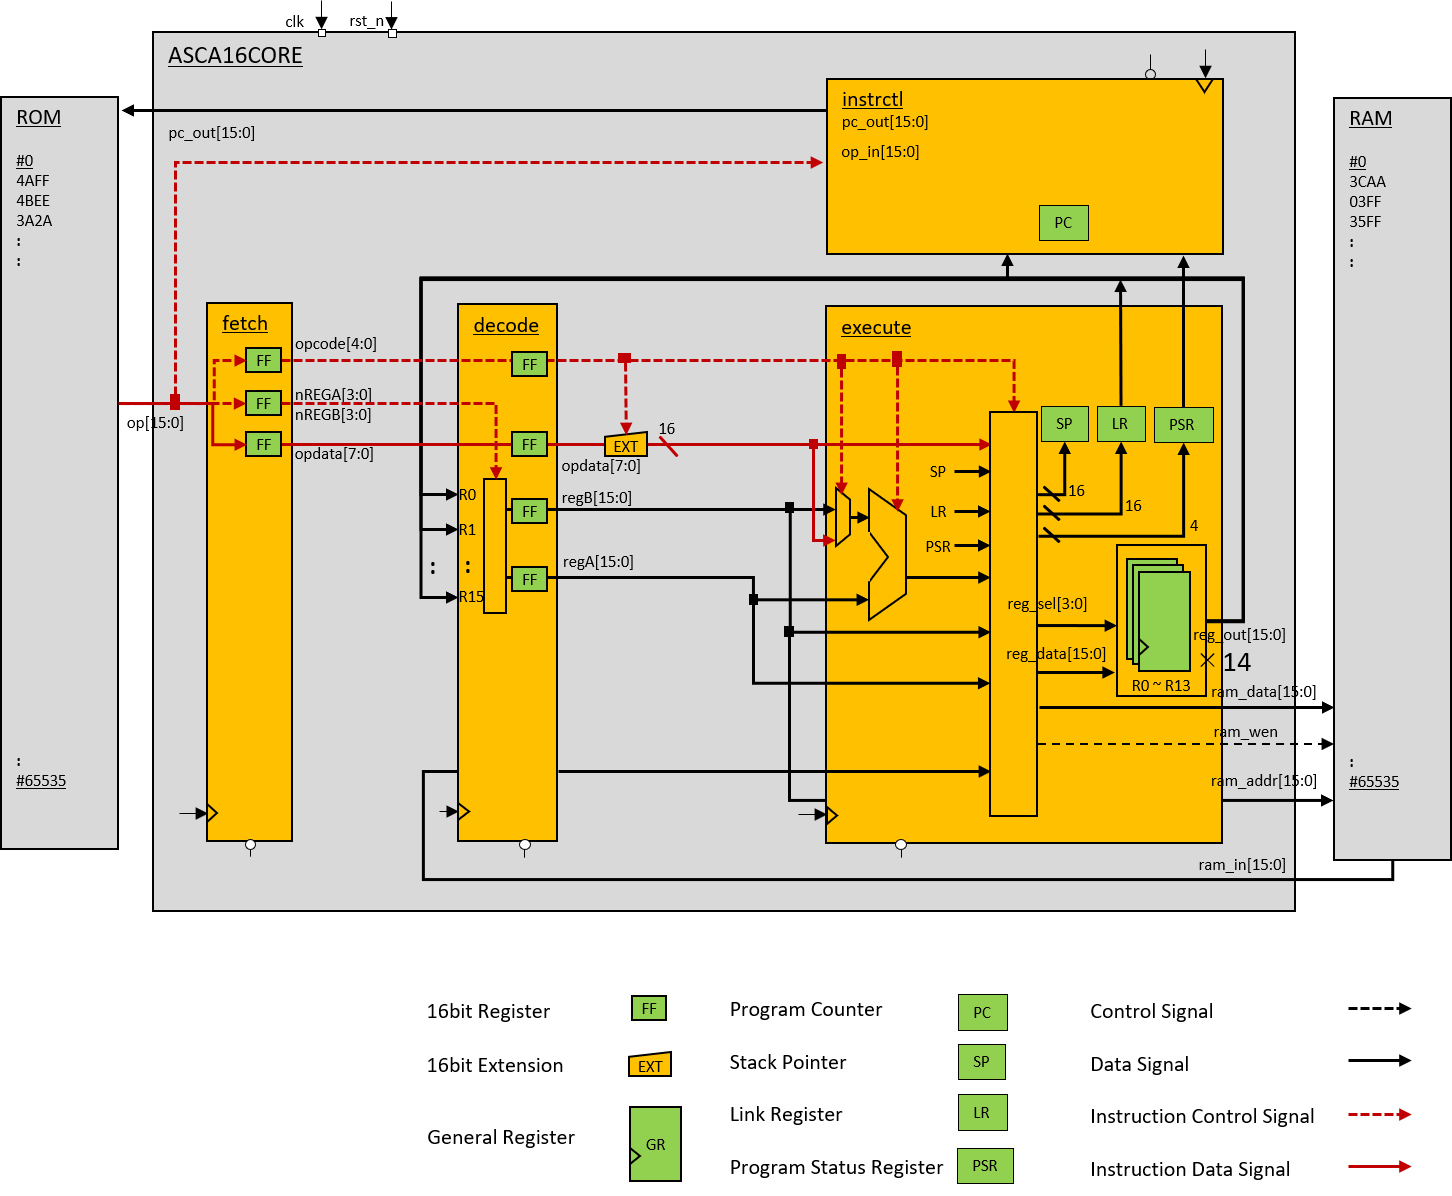 clk
rst_n
ASCA16CORE
ROM
#0
4AFF
4BEE
3A2A
:
:
:
#65535
pc_out[15:0]
instrctl
pc_out[15:0]
op_in[15:0]
PC
RAM
#0
3CAA
03FF
35FF
:
:
:
#65535
op[15:0]
fetch
FF
FF
FF
opcode[4:0]
nREGA[3:0]
nREGB[3:0]
opdata[7:0]
decode
FF
FF
R0
R1
: :
R15
FF
FF
EXT
16
opdata[7:0]
regB[15:0]
regA[15:0]
execute
SP
LR
PSR
SP
LR
PSR
16
16
4
reg_sel[3:0]
reg_data[15:0]
R0 ~ R13
reg_out[15:0]
× 14
ram_data[15:0]
ram_wen
ram_addr[15:0]
ram_in[15:0]
16bit Register
FF
Program Counter
PC
Control Signal
16bit Extension
EXT
Stack Pointer
SP
Data Signal
General Register
GR
Link Register
LR
Instruction Control Signal
Program Status Register
PSR
Instruction Data Signal